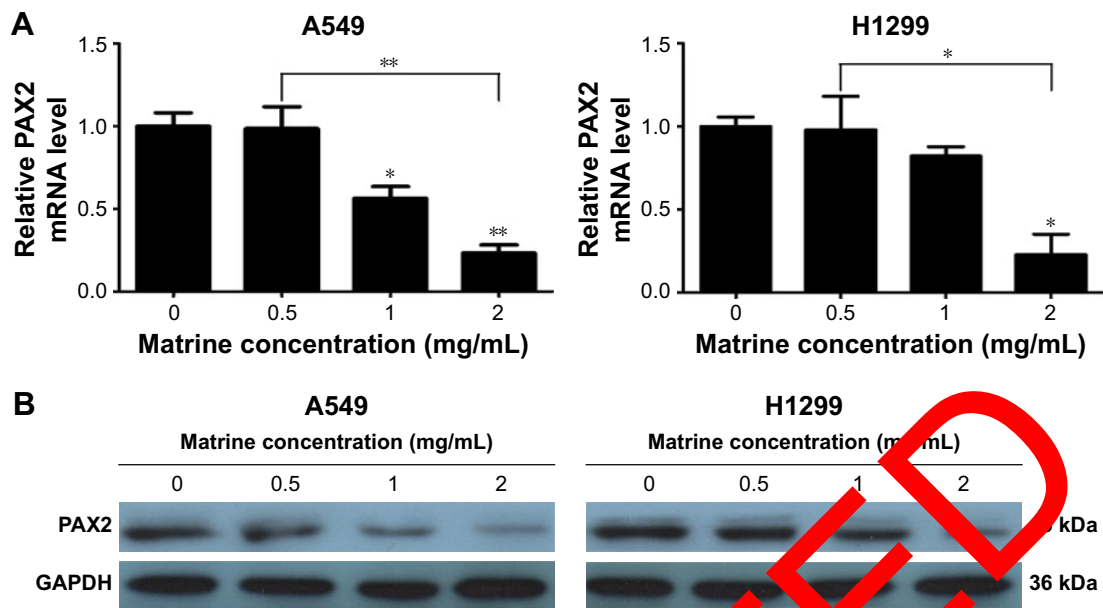 A
A549
H1299
Relative PAX2
mRNA level
1.5
1.0
0.5
0.0
**
*
**
0
0.5
1
2
Matrine concentration (mg/mL)
Relative PAX2
mRNA level
1.5
1.0
0.5
0.0
*
*
0
0.5
1
2
Matrine concentration (mg/mL)
B
A549
H1299
Matrine concentration (mg/mL)
Matrine concentration (mg/mL)
0 0.5 1 2
0 0.5 1 2
PAX2
kDa
GAPDH
36 kDa